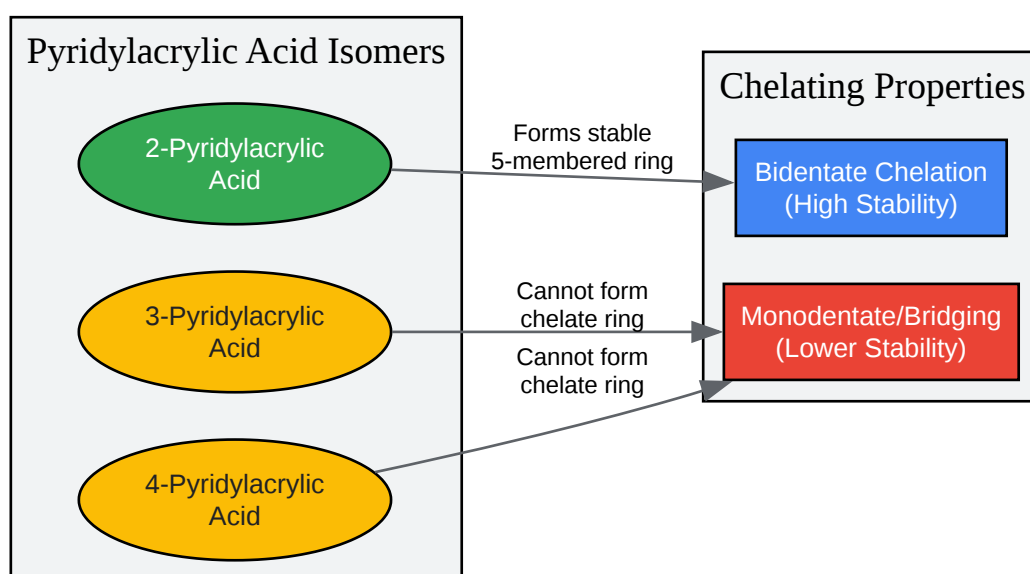 Pyridylacrylic Acid Isomers
2-Pyridylacrylic
Acid
3-Pyridylacrylic
Acid
4-Pyridylacrylic
Acid
Forms stable
5-membered ring
Cannot form
chelate ring
Cannot form
chelate ring
Chelating Properties
Bidentate Chelation
(High Stability)
Monodentate/Bridging
(Lower Stability)